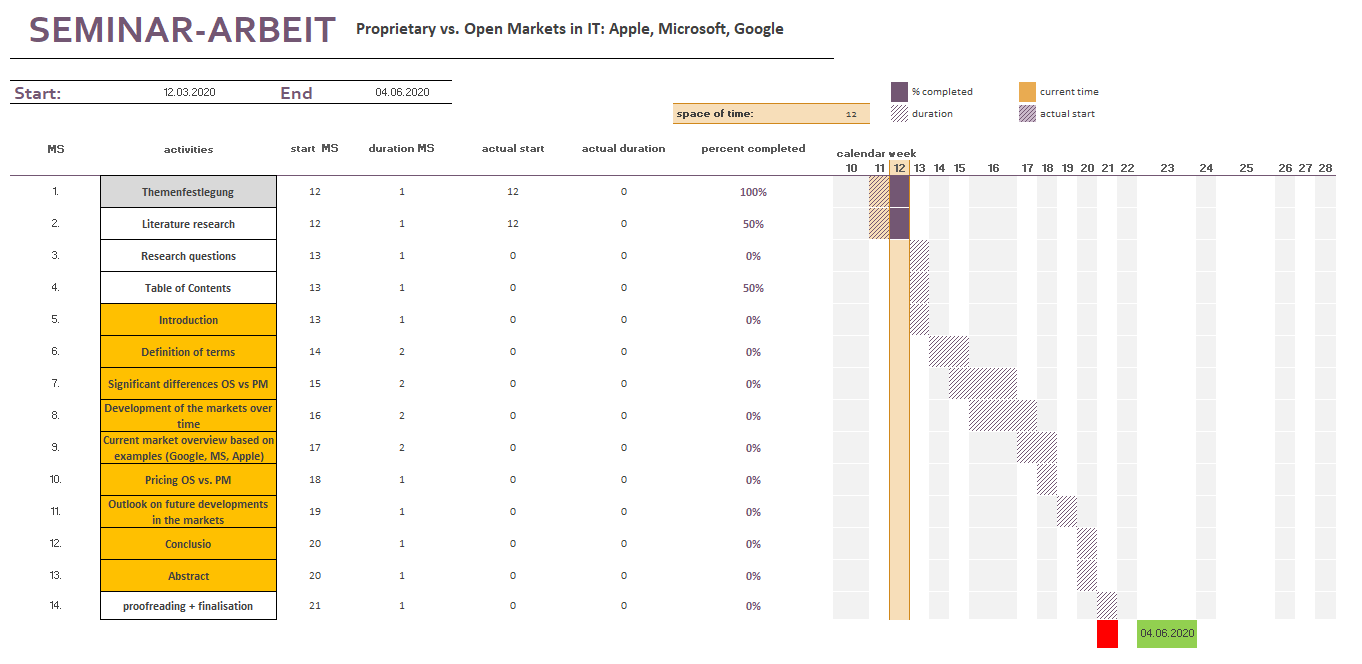 SEMINAR-ARBEIT Proprietary vs. Open Markets in IT: Apple, Microsoft, Google
Start: 12.03.2020 End 04.06.2020
% completed current time
space of time: 12 duration actual start
MS activities start MS duration MS actual start actual duration percent completed calendar week
10 11 12 13 14 15 16 17 18 19 20 21 22 23 24 25 26 27 28
1. Themenfestlegung 12 1 12 0 100%
2. Literature research 12 1 12 0 50%
3. Research questions 13 1 0 0 0%
4. Table of Contents 13 1 0 0 50%
5. Introduction 13 1 0 0 0%
6. Definition of terms 14 2 0 0 0%
7. Significant differences OS vs PM 15 2 0 0 0%
8. Development of the markets over time 16 2 0 0 0%
9. Current market overview based on examples (Google, MS, Apple) 17 2 0 0 0%
10. Pricing OS vs. PM 18 1 0 0 0%
11. Outlook on future developments in the markets 19 1 0 0 0%
12. Conclusio 20 1 0 0 0%
13. Abstract 20 1 0 0 0%
14. proofreading + finalisation 21 1 0 0 0%
04.06.2020